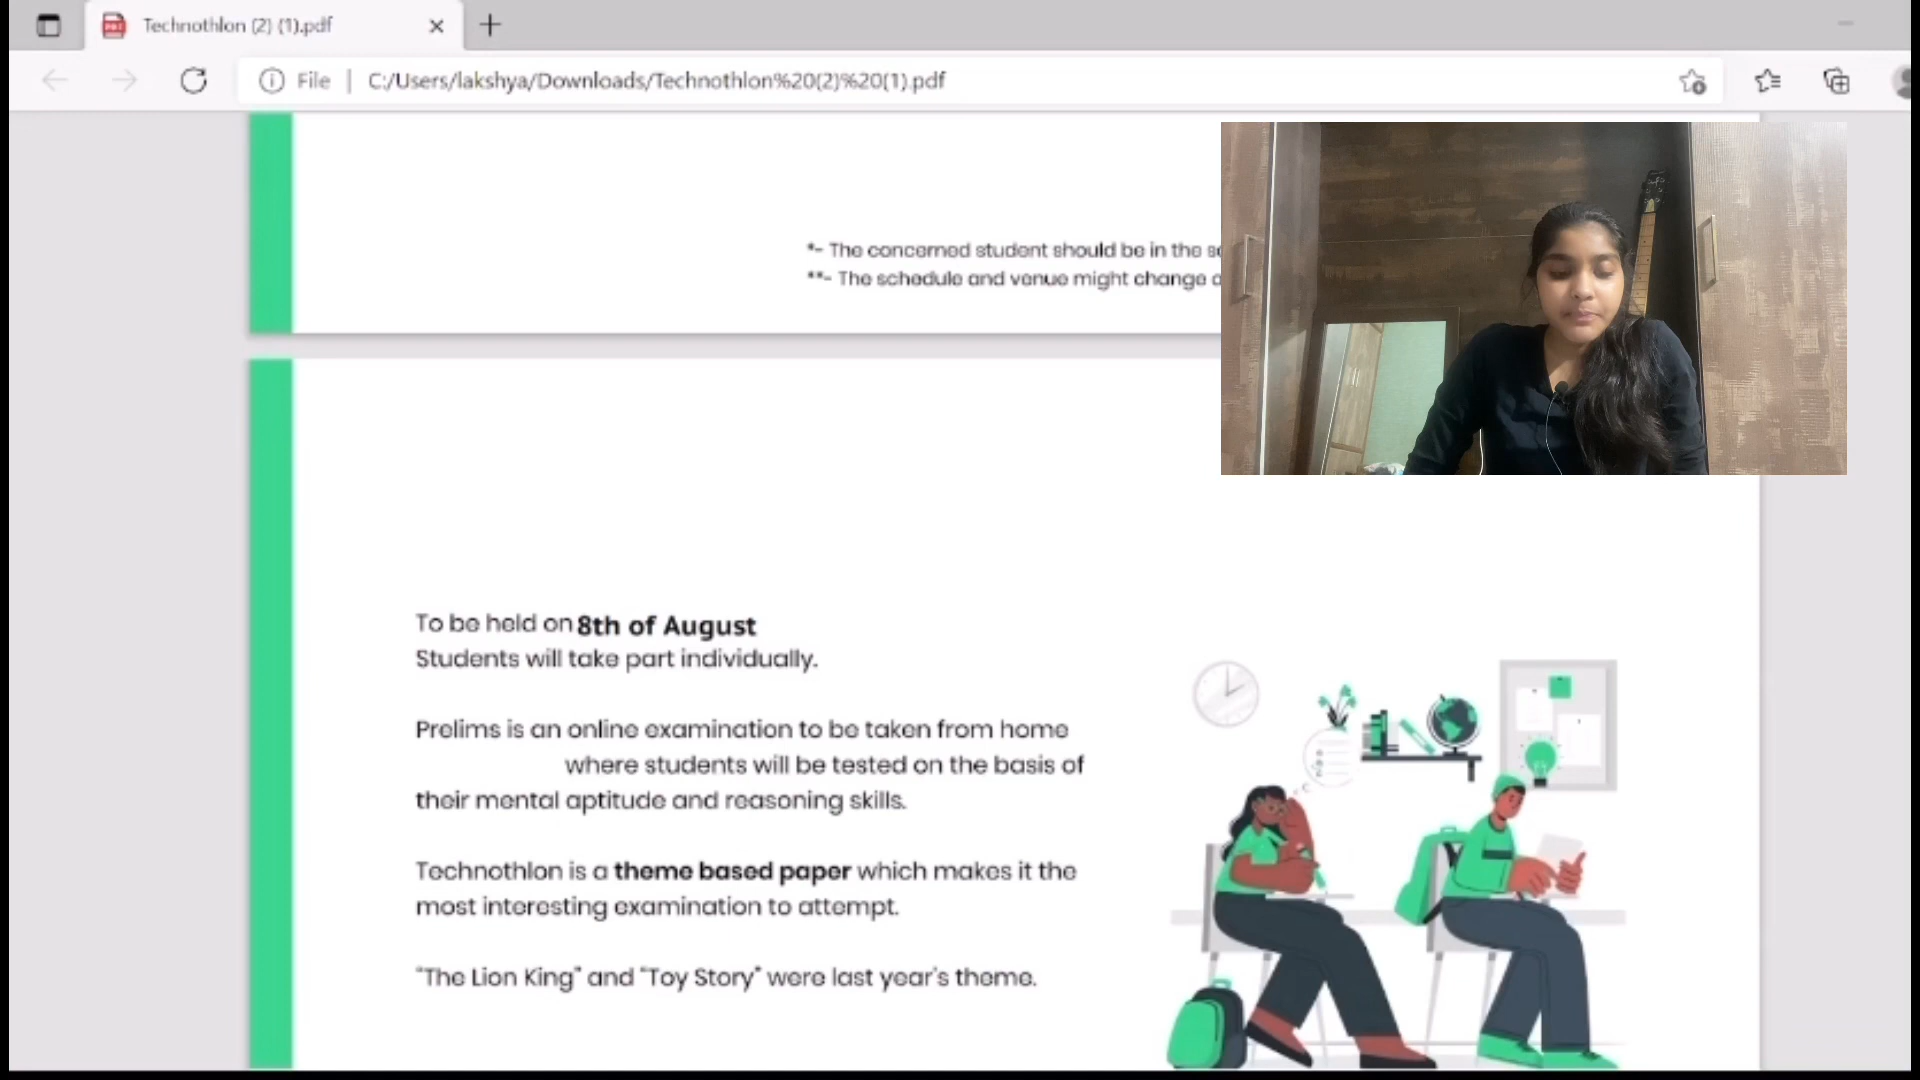 Technothlon (2) (1).pdf
File | C:/Users/lakshya/Downloads/Technothlon%20(2)%20(1).pdf
*- The concerned student should be in the
**- The schedule and venue might change
To be held on 8th of August
Students will take part individually.
Prelims is an online examination to be taken from home
where students will be tested on the basis of
their mental aptitude and reasoning skills.
Technothlon is a theme based paper which makes it the
most interesting examination to attempt.
"The Lion King" and "Toy Story" were last year's theme.